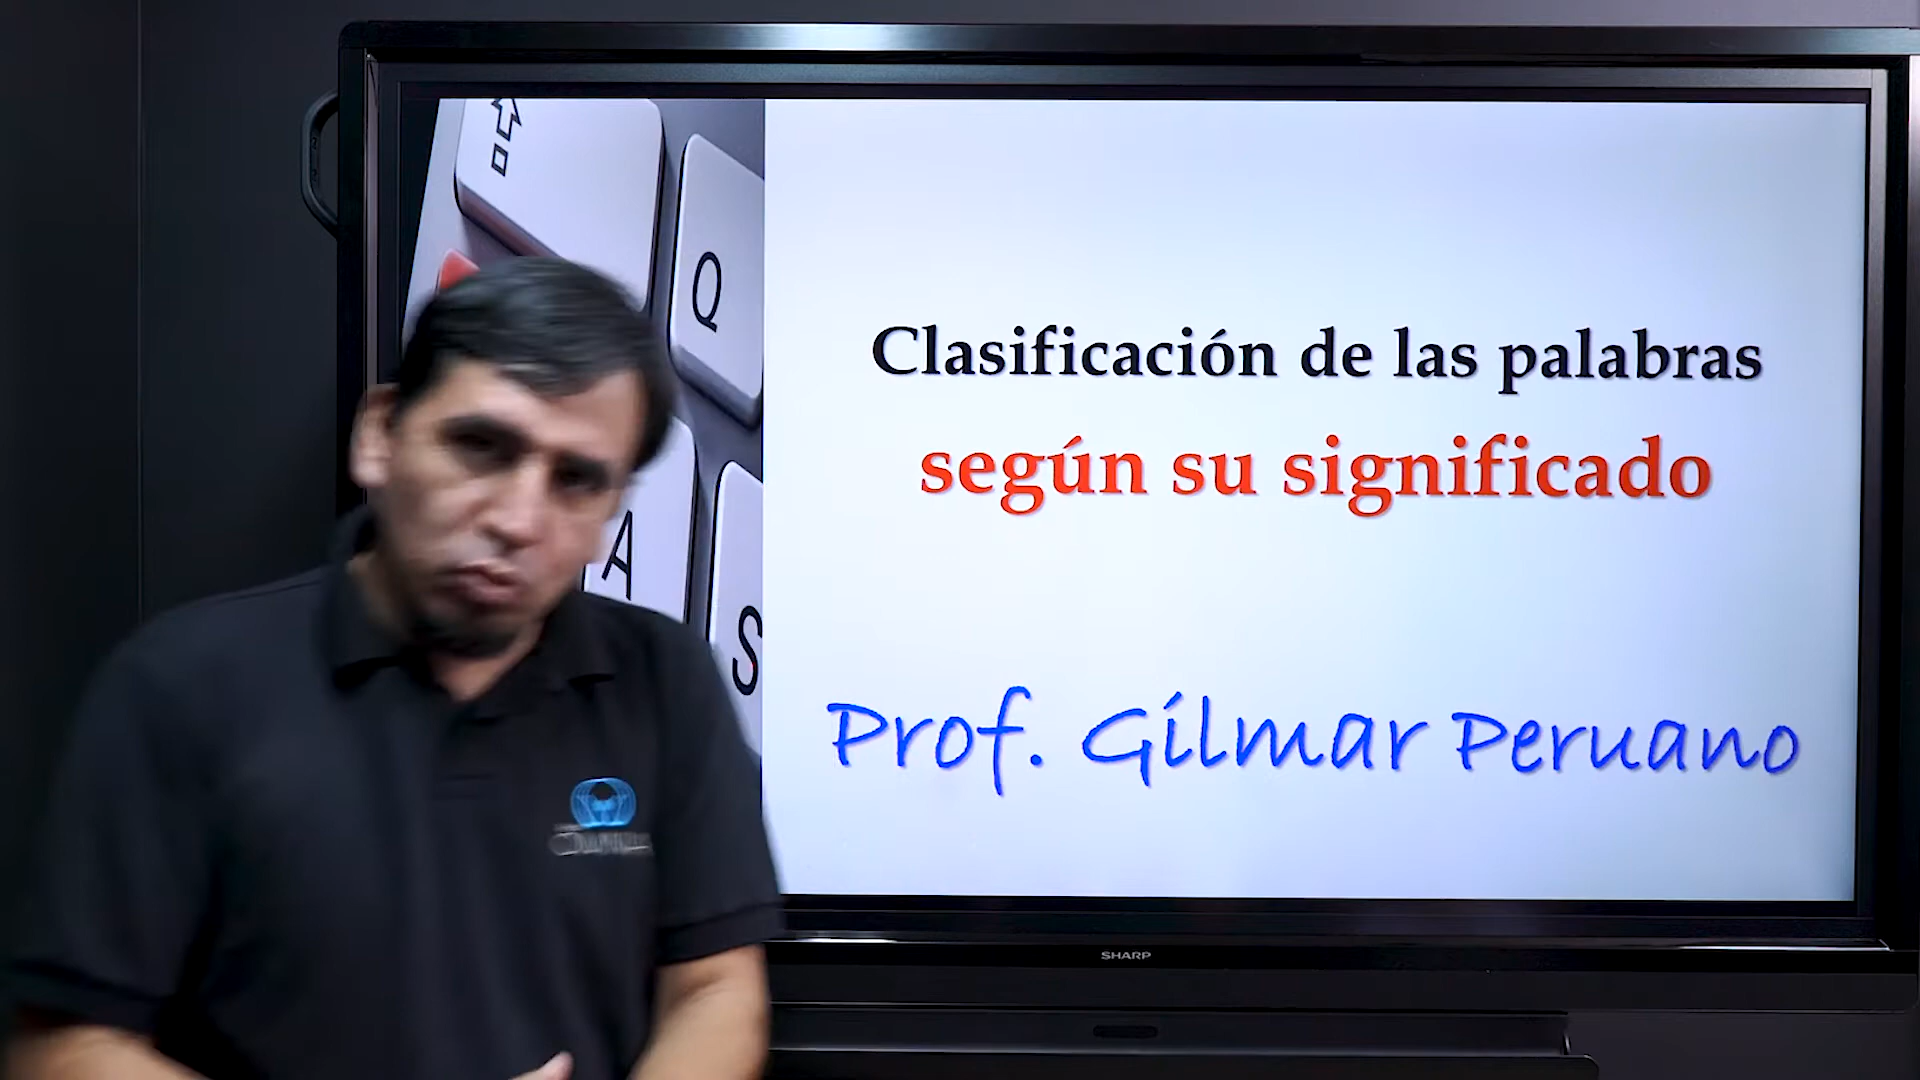 Q
A
S
Clasificación de las palabras
según su significado
Prof. Gilmar Peruano
SHARP